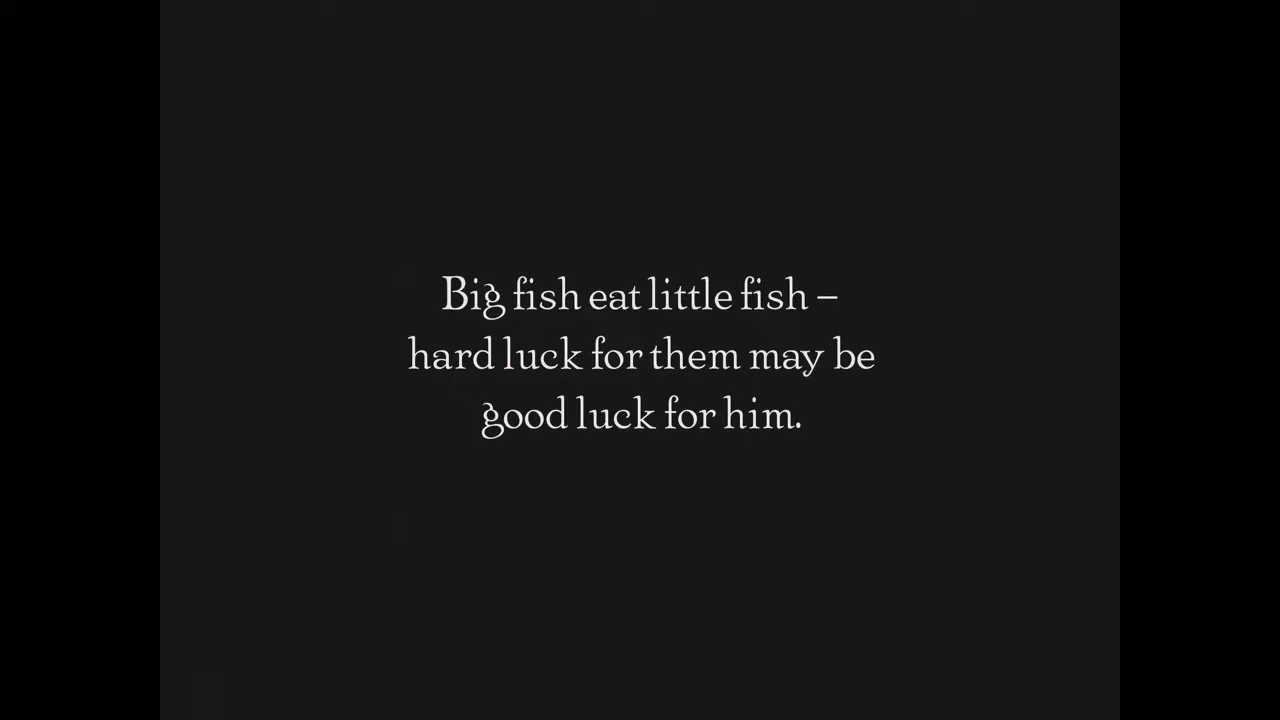 Big fish eat little fish –
hard luck for them may be
good luck for him.